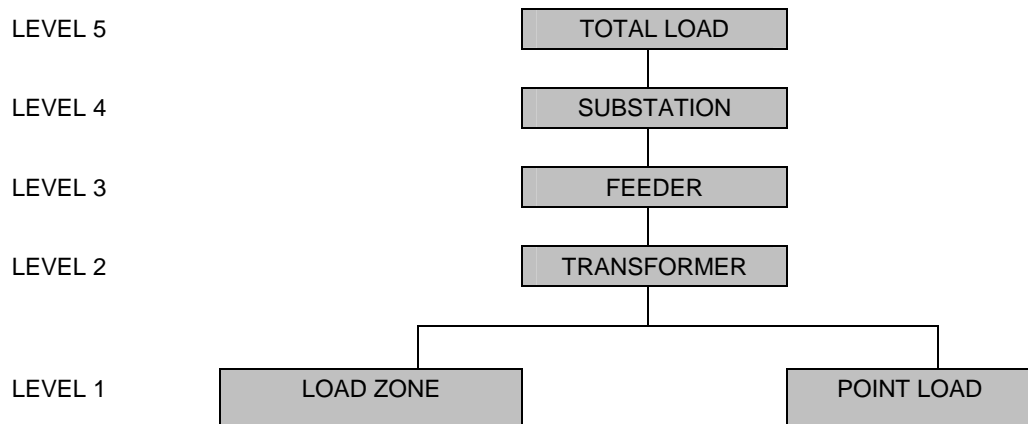 LEVEL 5 TOTAL LOAD
LEVEL 4 SUBSTATION
LEVEL 3 FEEDER
LEVEL 2 TRANSFORMER
LEVEL 1 LOAD ZONE POINT LOAD